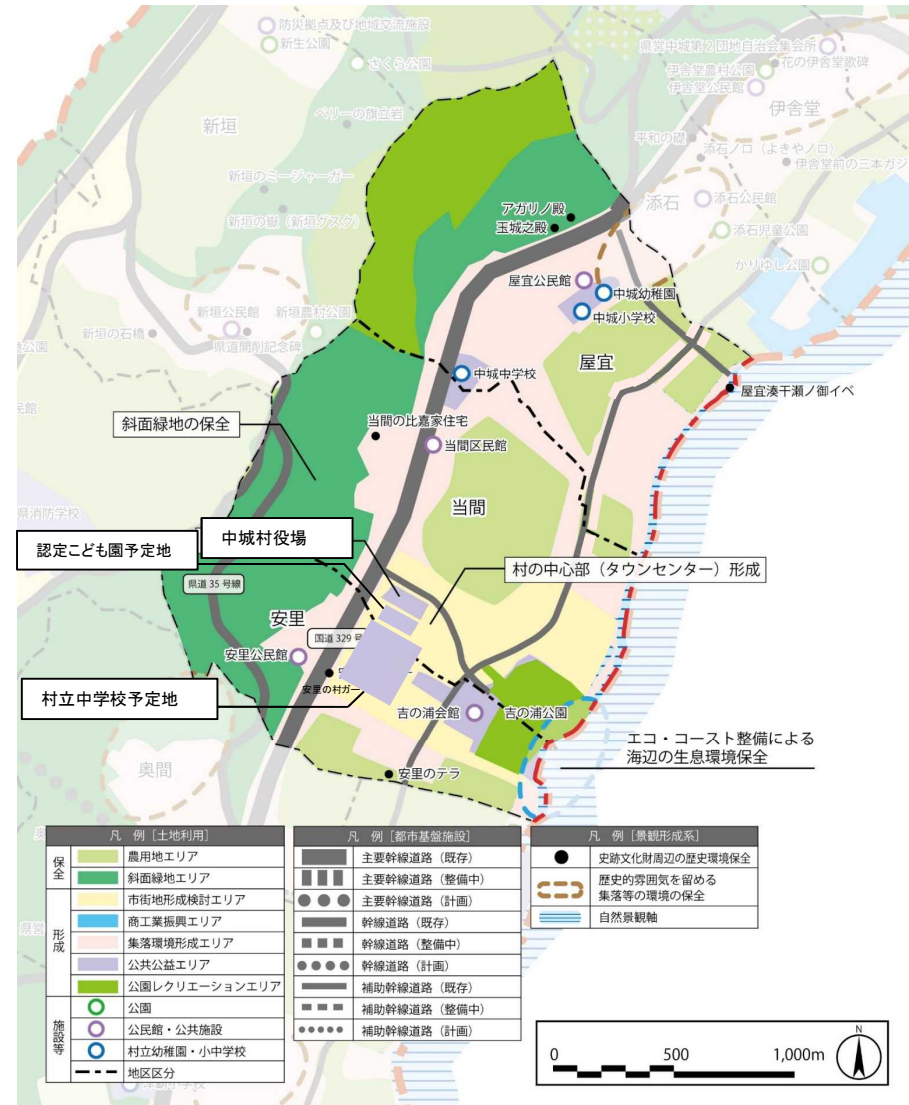 防災拠点及び地域交流施設
新生公園
さくら公園
県営中城第2団地自治会集会所
花の伊舎堂歌碑
伊舎堂農村公園
伊舎堂公民館
伊舎堂
新垣
ペリーの旗立岩
平和の礎
添石ノロ（よきやノロ）
伊舎堂前の三本ガジ
新垣のミージャーガー
新垣の嶽（新垣グスク）
アガリノ殿
玉城之殿
添石
添石公民館
添石児童公園
かりゆし公園
屋宜公民館
中城幼稚園
中城小学校
新垣公民館
新垣農村公園
新垣の石橋
県道開削記念碑
公園
民館
中城中学校
屋宜
屋宜湊干瀬ノ御イベ
斜面緑地の保全
当間の比嘉家住宅
当間区民館
当間
県消防学校
中城村役場
認定こども園予定地
村の中心部（タウンセンター）形成
県道35号線
安里
国道329号
安里公民館
安里の村ガー
村立中学校予定地
吉の浦会館
吉の浦公園
エコ・コースト整備による
海辺の生息環境保全
奥間
安里のテラ
凡 例［土地利用］
保全
農用地エリア
斜面緑地エリア
形成
市街地形成検討エリア
商工業振興エリア
集落環境形成エリア
公共公益エリア
公園レクリエーションエリア
施設等
公園
公民館・公共施設
村立幼稚園・小中学校
地区区分
凡 例［都市基盤施設］
主要幹線道路（既存）
主要幹線道路（整備中）
主要幹線道路（計画）
幹線道路（既存）
幹線道路（整備中）
幹線道路（計画）
補助幹線道路（既存）
補助幹線道路（整備中）
補助幹線道路（計画）
凡 例［景観形成系］
史跡文化財周辺の歴史環境保全
歴史的雰囲気を留める
集落等の環境の保全
自然景観軸
0 500 1,000m
N